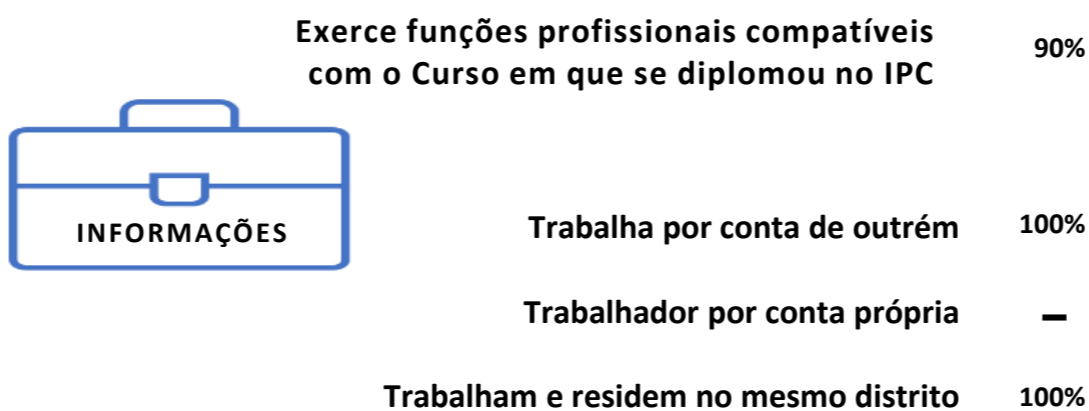 Exerce funções profissionais compatíveis
com o Curso em que se diplomou no IPC 90%
INFORMAÇÕES
Trabalha por conta de outrém 100%
Trabalhador por conta própria –
Trabalham e residem no mesmo distrito 100%